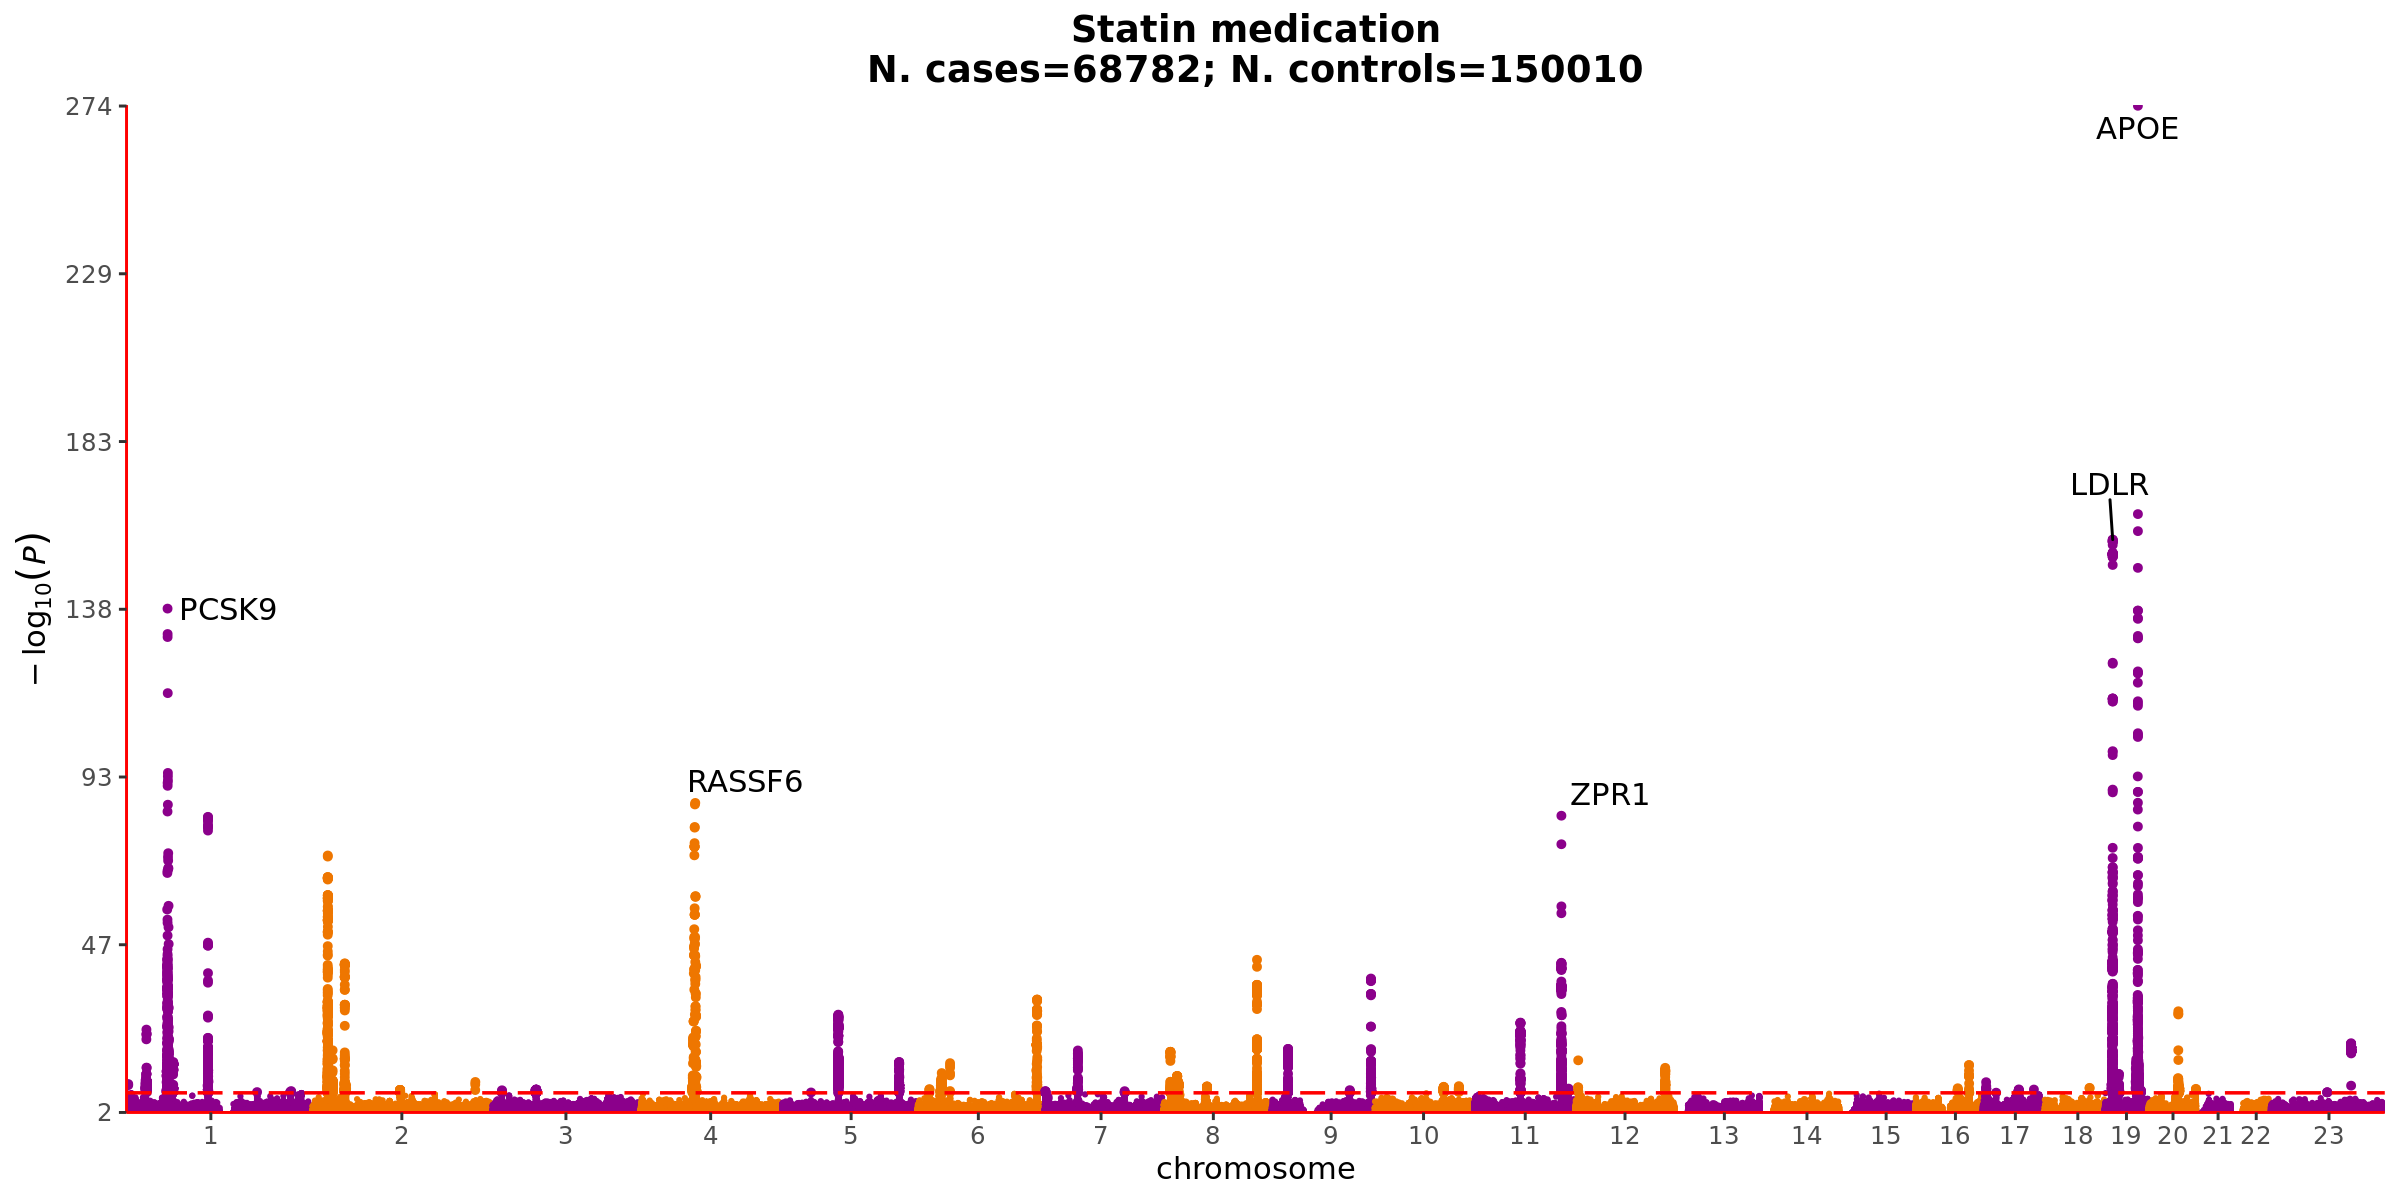 Statin medication
N. cases=68782; N. controls=150010
274
APOE
229
183
LDLR
−log10(P)
138
PCSK9
93
RASSF6
ZPR1
47
2
1 2 3 4 5 6 7 8 9 10 11 12 13 14 15 16 17 18 19 20 21 22 23
chromosome